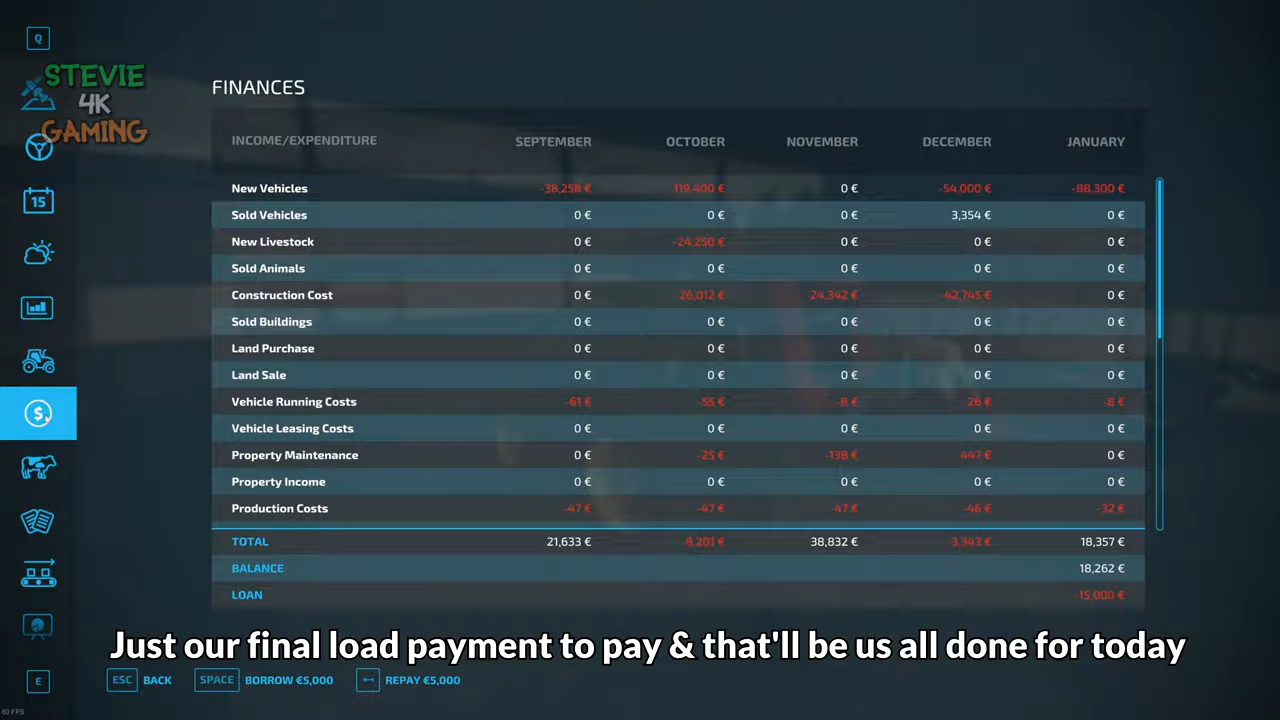 Q
STEVIE
4K
GAMING
15
FINANCES
INCOME/EXPENDITURE SEPTEMBER OCTOBER NOVEMBER DECEMBER JANUARY
New Vehicles -38,258 € 119,400 € 0 € -54,000 € -88,300 €
Sold Vehicles 0 € 0 € 0 € 3,354 € 0 €
New Livestock 0 € -24,250 € 0 € 0 € 0 €
Sold Animals 0 € 0 € 0 € 0 € 0 €
Construction Cost 0 € 26,012 € 24,342 € -42,745 € 0 €
Sold Buildings 0 € 0 € 0 € 0 € 0 €
Land Purchase 0 € 0 € 0 € 0 € 0 €
Land Sale 0 € 0 € 0 € 0 € 0 €
Vehicle Running Costs -61 € -55 € -8 € 26 € -8 €
Vehicle Leasing Costs 0 € 0 € 0 € 0 € 0 €
Property Maintenance 0 € -25 € -138 € 447 € 0 €
Property Income 0 € 0 € 0 € 0 € 0 €
Production Costs -47 € -47 € -47 € -46 € -32 €
TOTAL 21,633 € -9,201 € 38,832 € -3,343 € 18,357 €
BALANCE 18,262 €
LOAN 15,000 €
Just our final load payment to pay & that'll be us all done for today
E
ESC BACK SPACE BORROW €5,000 REPAY €5,000
60 FPS